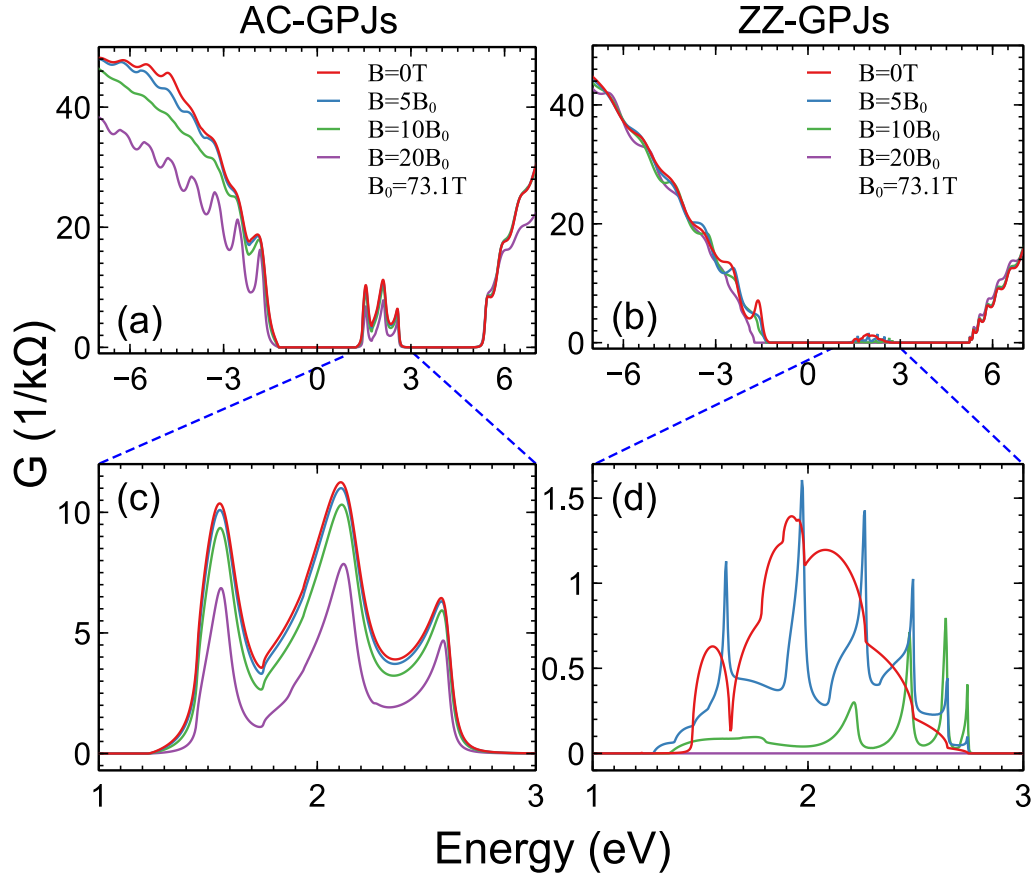 AC-GPJs
ZZ-GPJs
B=0T
B=5B₀
B=10B₀
B=20B₀
B₀=73.1T
B=0T
B=5B₀
B=10B₀
B=20B₀
B₀=73.1T
40
20
0
(a)
−6 −3 0 3 6
40
20
0
(b)
−6 −3 0 3 6
G (1/kΩ)
(c)
10
5
0
1 2 3
(d)
1.5
1
0.5
0
1 2 3
Energy (eV)